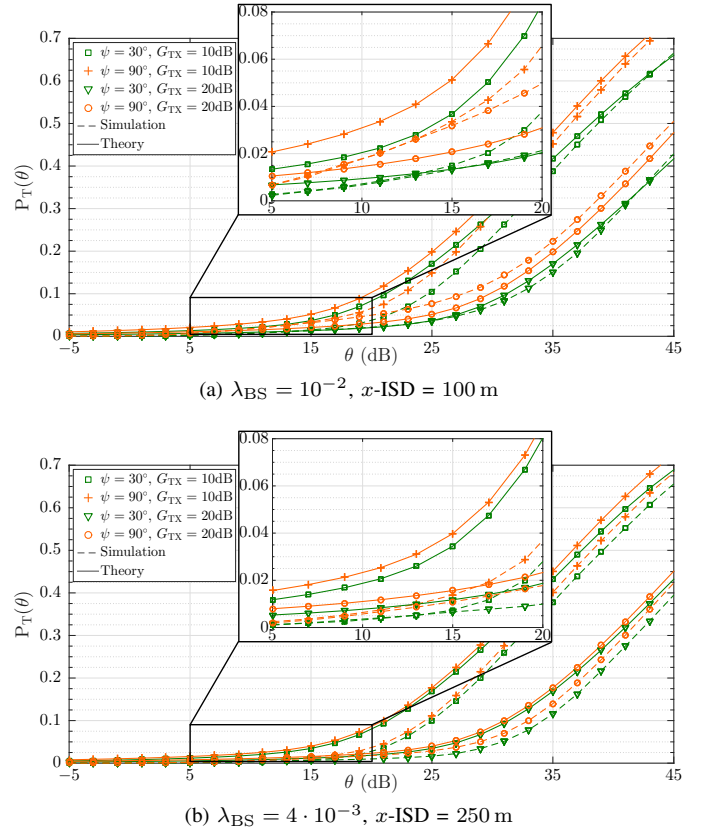 0.08
0.06
0.04
0.02
0
5
10
15
20
0.7
0.6
0.5
0.4
0.3
0.2
0.1
0
ψ = 30°, G_TX = 10dB
ψ = 90°, G_TX = 10dB
ψ = 30°, G_TX = 20dB
ψ = 90°, G_TX = 20dB
Simulation
Theory
P_T(θ)
-5
5
15
25
35
45
θ (dB)
(a) λ_BS = 10^−2, x-ISD = 100 m
0.08
0.06
0.04
0.02
0
5
10
15
20
0.7
0.6
0.5
0.4
0.3
0.2
0.1
0
ψ = 30°, G_TX = 10dB
ψ = 90°, G_TX = 10dB
ψ = 30°, G_TX = 20dB
ψ = 90°, G_TX = 20dB
Simulation
Theory
P_T(θ)
-5
5
15
25
35
45
θ (dB)
(b) λ_BS = 4 · 10^−3, x-ISD = 250 m